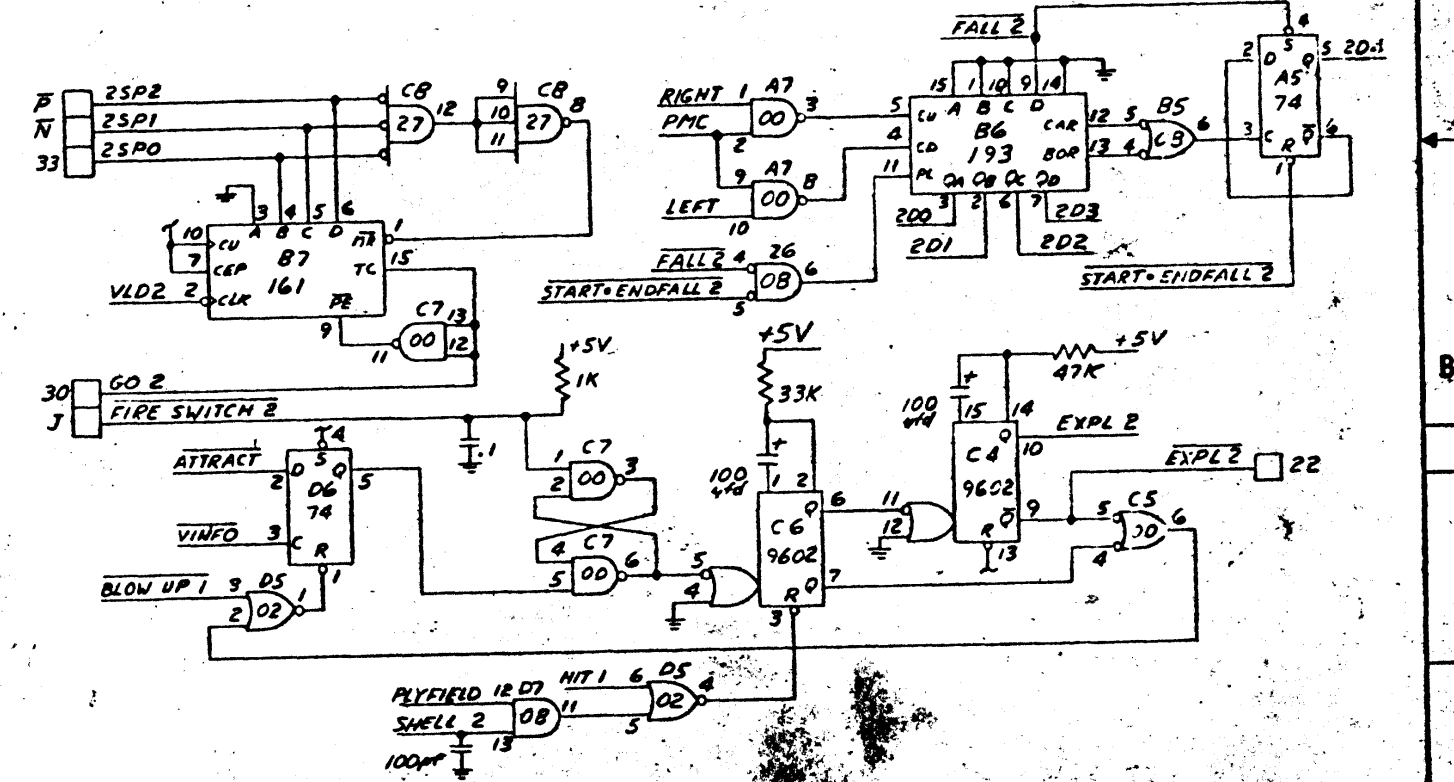 FALL 2
4
2 D S Q 5 2D4
A5
74
3 C Q 6
R
1
15 1 10 9 14
A B C D
P 2SP2
N 2SP1
33 2SP0
C8
27 12
9
10
11
C8
27 8
RIGHT 1 A7
00 3
PMC
2
9 A7
00 8
LEFT
10
5 CU
4 CD
11 PL
B6
193
CAR 12
BOR 13
QA QB QC QD
3 2 6 7
5 B5
4 C3 6
2D0
2D1
2D2
2D3
FALL 2 4 26
08 6
START•ENDFALL 2
5
START•ENDFALL 2
3 4 5 6
A B C D
10 CU
7 CEP
B7
161
MR 1
TC 15
VLD2 2 CLK
PE
9
C7
00 13
12
11
30 GO 2
J FIRE SWITCH 2
+5V
1K
.1
+5V
33K
+5V
47K
100
mfd
15 14
Q
10 EXPL 2
C4
9602
Q 9
R
13
EXPL 2 22
ATTRACT
2 D S Q 5
4
D6
74
VINFO 3 C
R
1
BLOW UP 1 3 D5
2 02 1
1 C7
2 00 3
4 C7
5 00 6
100
mfd
1 2
Q 6
C6
9602
Q 7
R
3
5
4
11
12
5 C5
4 00 6
PLYFIELD 12 D7
SHELL 2 08 11
13
100pf
HIT 1 6 D5
5 02 4
B